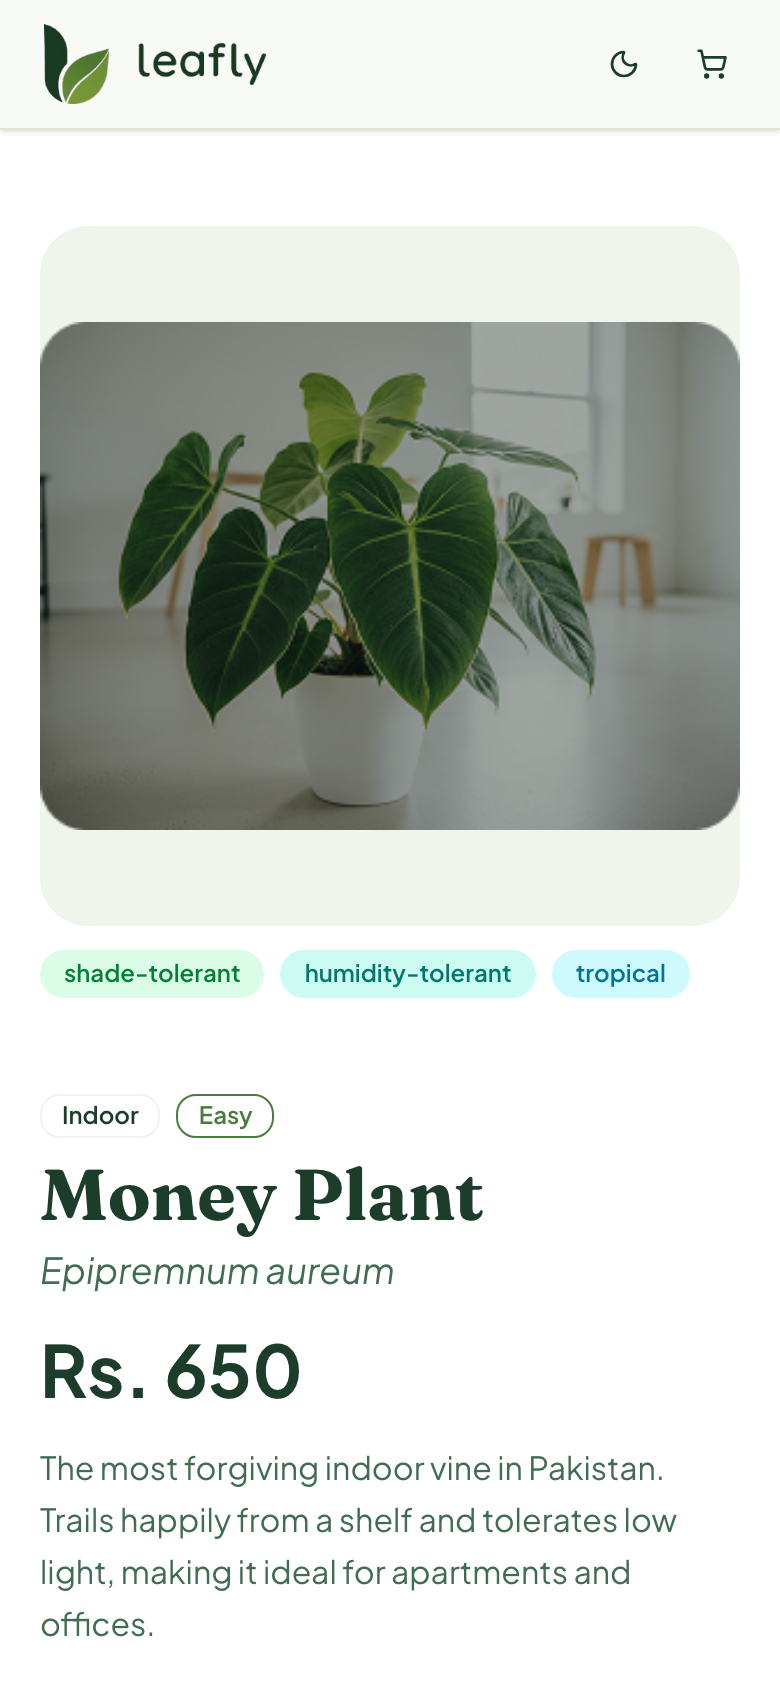 leafly
shade-tolerant humidity-tolerant tropical
Indoor Easy
Money Plant
Epipremnum aureum
Rs. 650
The most forgiving indoor vine in Pakistan.
Trails happily from a shelf and tolerates low
light, making it ideal for apartments and
offices.